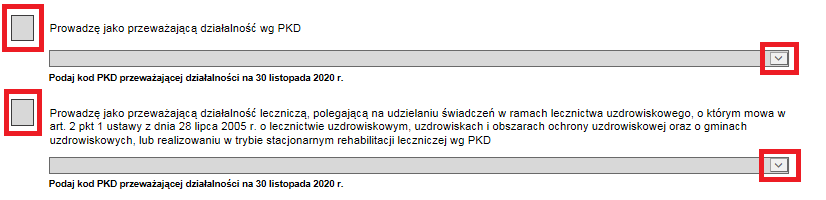 Prowadzę jako przeważającą działalność wg PKD
Podaj kod PKD przeważającej działalności na 30 listopada 2020 r.
Prowadzę jako przeważającą działalność leczniczą, polegającą na udzielaniu świadczeń w ramach lecznictwa uzdrowiskowego, o którym mowa w
art. 2 pkt 1 ustawy z dnia 28 lipca 2005 r. o lecznictwie uzdrowiskowym, uzdrowiskach i obszarach ochrony uzdrowiskowej oraz o gminach
uzdrowiskowych, lub realizowaniu w trybie stacjonarnym rehabilitacji leczniczej wg PKD
Podaj kod PKD przeważającej działalności na 30 listopada 2020 r.